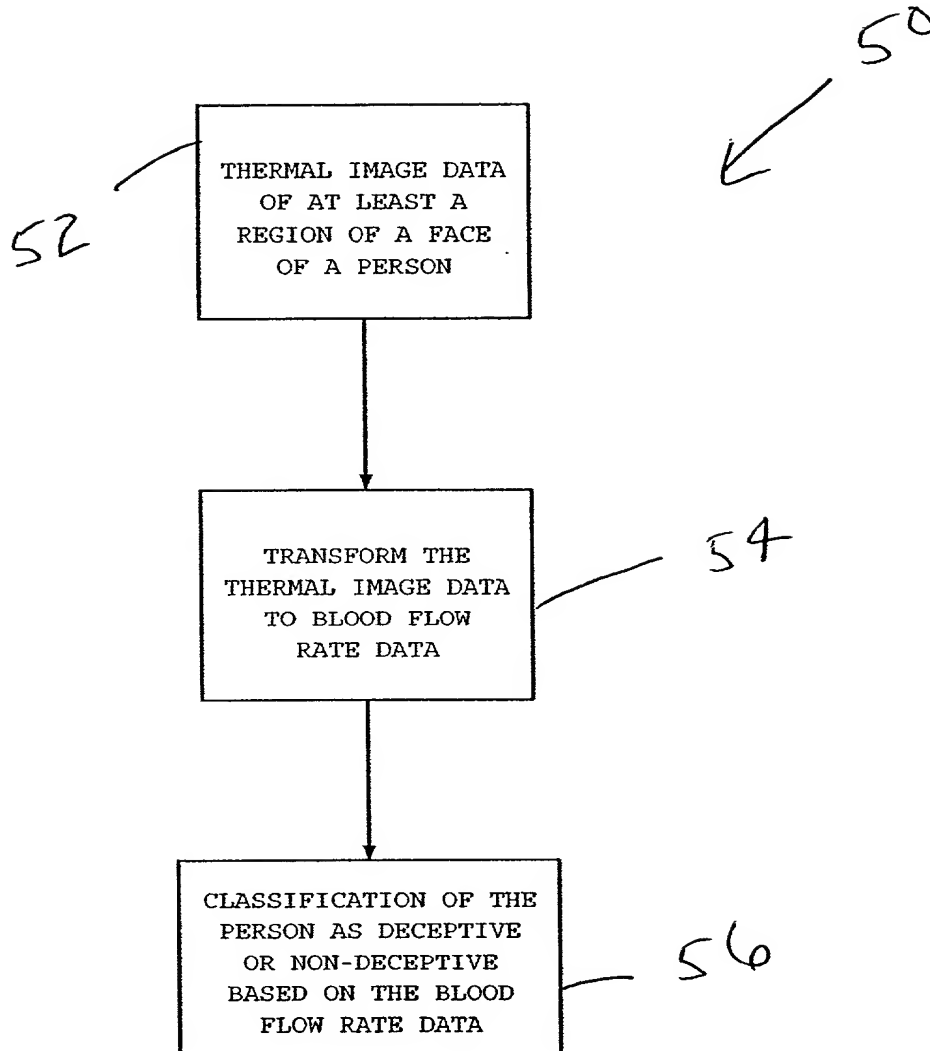 50
THERMAL IMAGE DATA
OF AT LEAST A
REGION OF A FACE
OF A PERSON
52
TRANSFORM THE
THERMAL IMAGE DATA
TO BLOOD FLOW
RATE DATA
54
CLASSIFICATION OF THE
PERSON AS DECEPTIVE
OR NON-DECEPTIVE
BASED ON THE BLOOD
FLOW RATE DATA
56